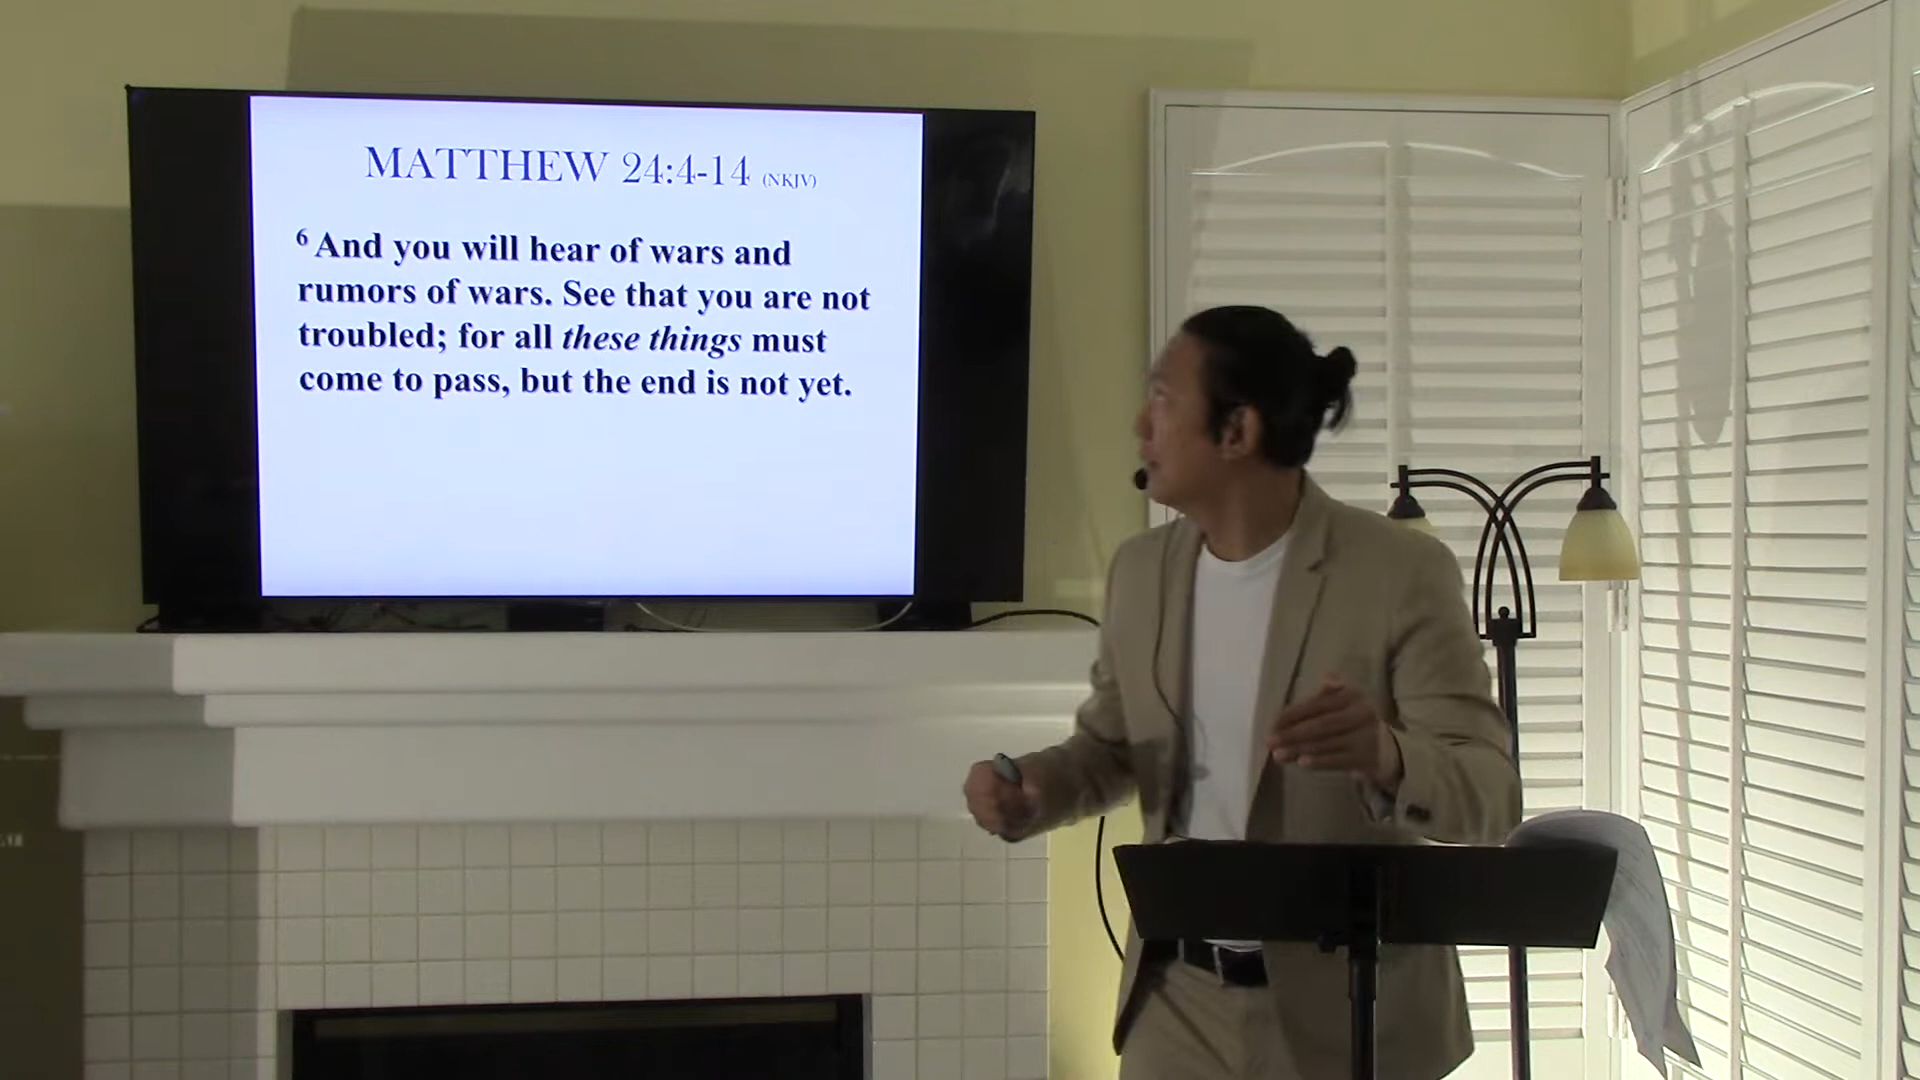 MATTHEW 24:4-14 (NKJV)
6 And you will hear of wars and
rumors of wars. See that you are not
troubled; for all these things must
come to pass, but the end is not yet.